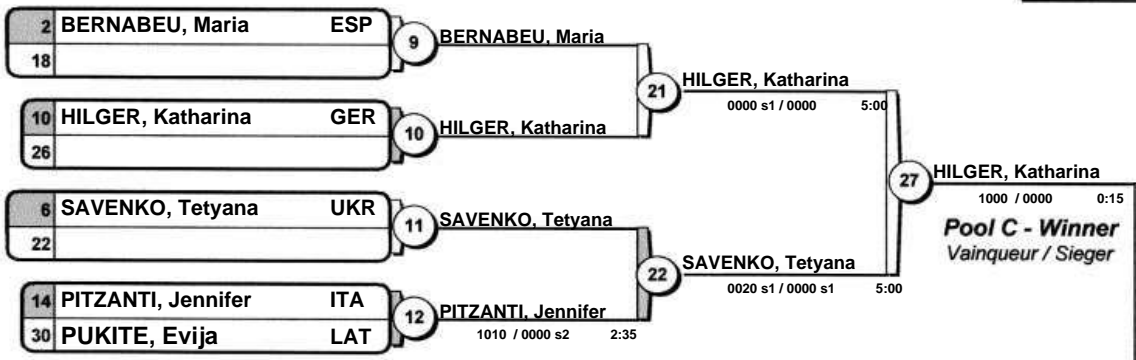 2 BERNABEU, Maria ESP
18
9
BERNABEU, Maria
10 HILGER, Katharina GER
26
10
HILGER, Katharina
21
HILGER, Katharina
0000 s1 / 0000 5:00
6 SAVENKO, Tetyana UKR
22
11
SAVENKO, Tetyana
14 PITZANTI, Jennifer ITA
30 PUKITE, Evija LAT
12
PITZANTI, Jennifer
1010 / 0000 s2 2:35
22
SAVENKO, Tetyana
0020 s1 / 0000 s1 5:00
27
HILGER, Katharina
1000 / 0000 0:15
Pool C - Winner
Vainqueur / Sieger